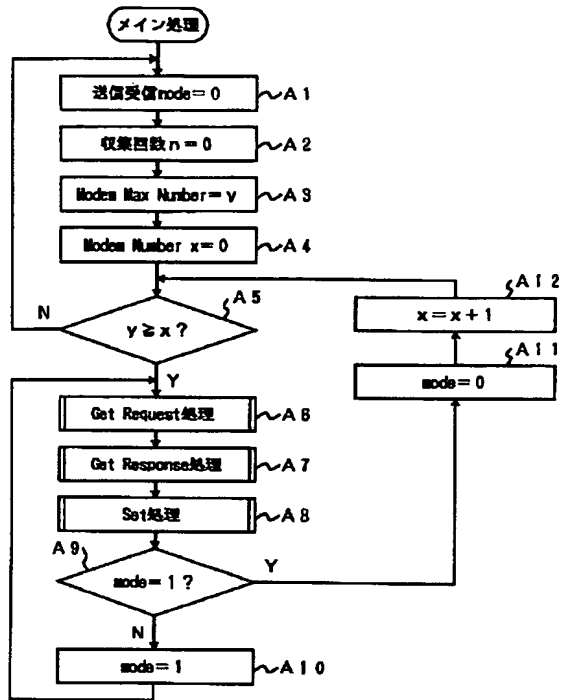 メイン処理
送信受信mode=0
A1
収集回数n=0
A2
Modem Max Number=y
A3
Modem Number x=0
A4
A5
y≧x?
N
Y
A12
x=x+1
A11
mode=0
Get Request処理
A6
Get Response処理
A7
Set処理
A8
A9
mode=1?
Y
N
mode=1
A10